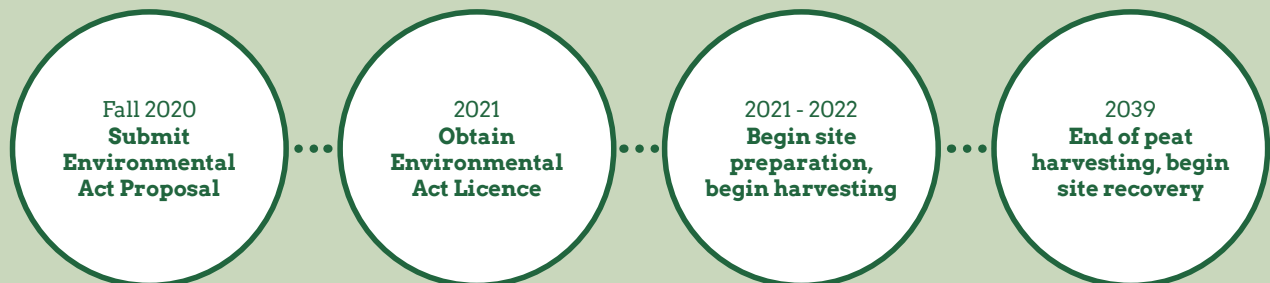 Fall 2020
Submit
Environmental
Act Proposal
2021
Obtain
Environmental
Act Licence
2021 - 2022
Begin site
preparation,
begin harvesting
2039
End of peat
harvesting, begin
site recovery